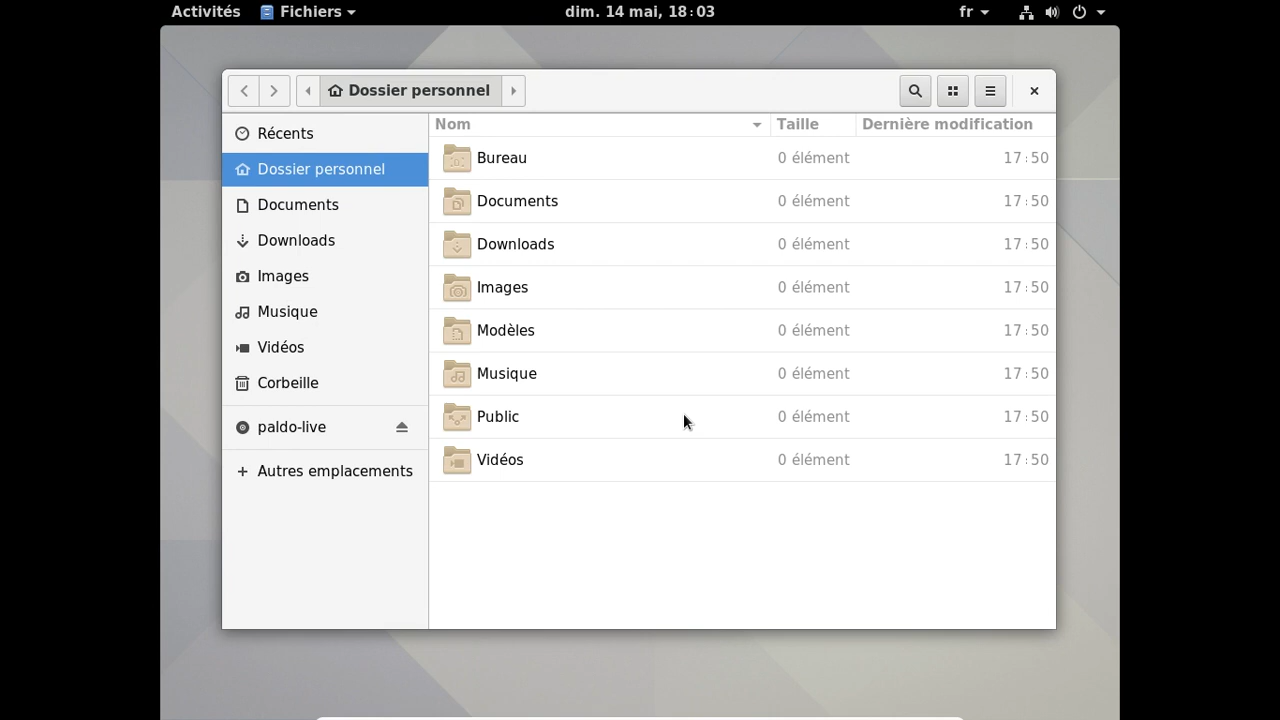 Activités Fichiers dim. 14 mai, 18:03 fr
Dossier personnel
Nom Taille Dernière modification
Récents
Dossier personnel
Documents
Downloads
Images
Musique
Vidéos
Corbeille
paldo-live
Autres emplacements
Bureau 0 élément 17:50
Documents 0 élément 17:50
Downloads 0 élément 17:50
Images 0 élément 17:50
Modèles 0 élément 17:50
Musique 0 élément 17:50
Public 0 élément 17:50
Vidéos 0 élément 17:50